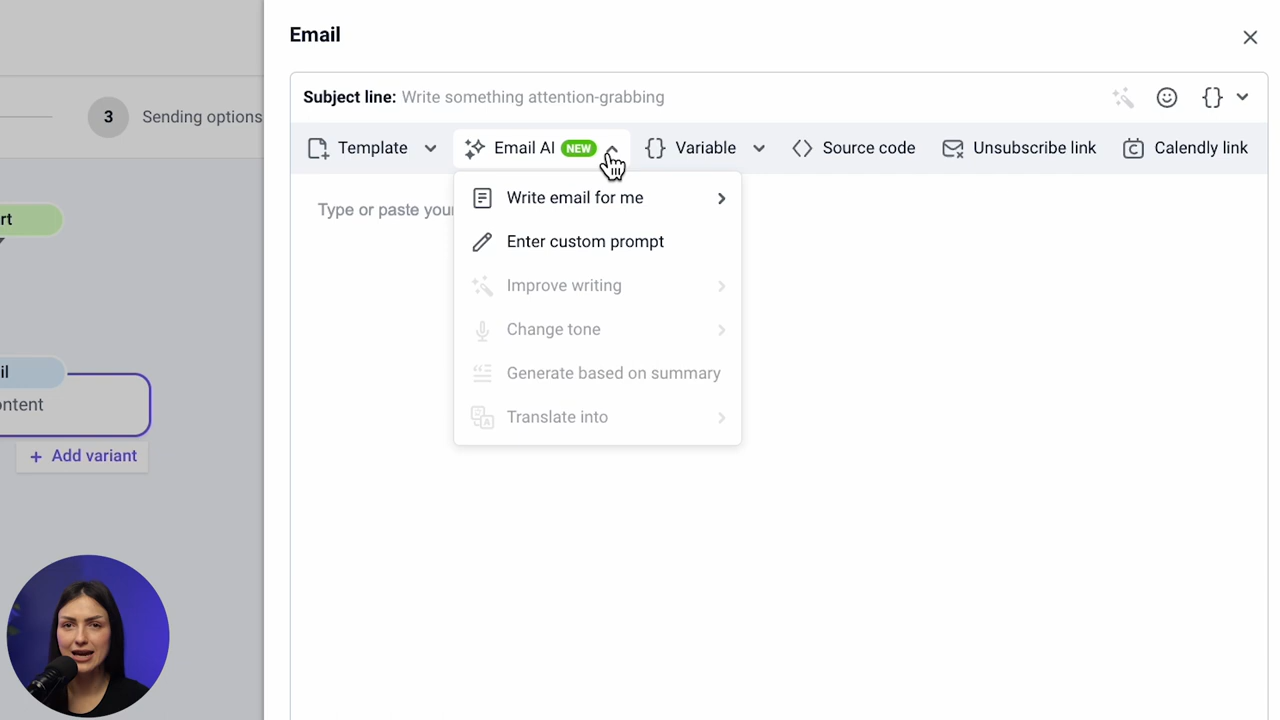 Email
Subject line: Write something attention-grabbing
3 Sending options
Template
Email AI NEW
{} Variable
<> Source code
Unsubscribe link
Calendly link
rt
Type or paste your
Write email for me
Enter custom prompt
Improve writing
Change tone
Generate based on summary
Translate into
il
ontent
+ Add variant